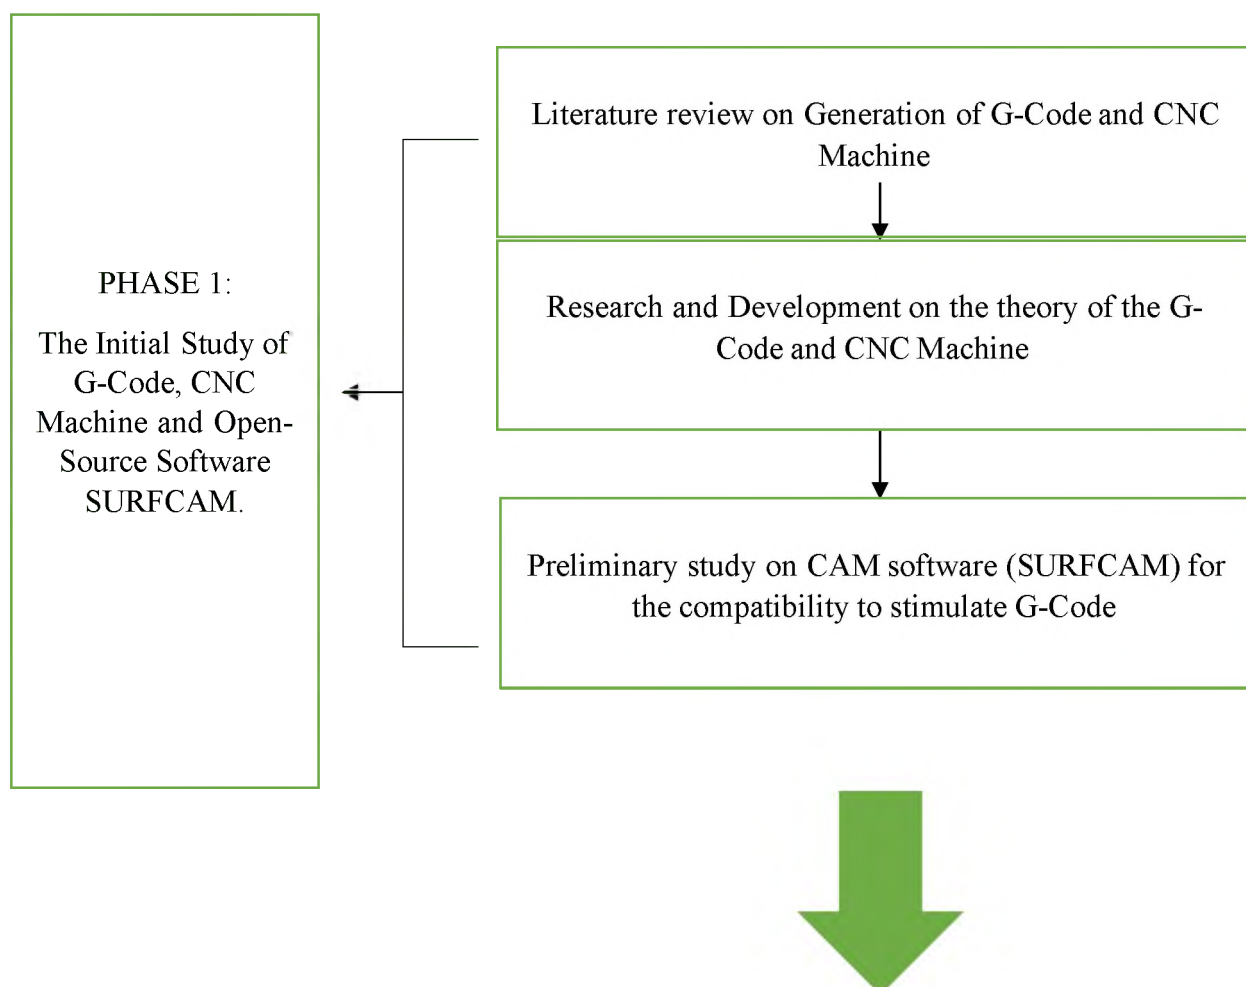 PHASE 1:
The Initial Study of
G-Code, CNC
Machine and Open-
Source Software
SURFCAM.
Literature review on Generation of G-Code and CNC
Machine
Research and Development on the theory of the G-
Code and CNC Machine
Preliminary study on CAM software (SURFCAM) for
the compatibility to stimulate G-Code